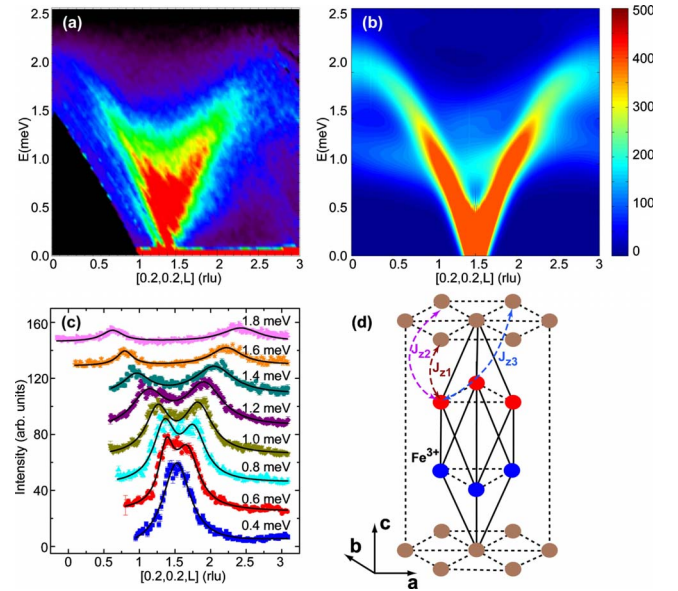 (a)
2.5
2.0
1.5
1.0
0.5
0.0
E(meV)
0 0.5 1 1.5 2 2.5 3
[0.2,0.2,L] (rlu)
(b)
2.5
2.0
1.5
1.0
0.5
0.0
E(meV)
0 0.5 1 1.5 2 2.5 3
[0.2,0.2,L] (rlu)
500
400
300
200
100
0
(c)
160
120
80
40
0
Intensity (arb. units)
1.8 meV
1.6 meV
1.4 meV
1.2 meV
1.0 meV
0.8 meV
0.6 meV
0.4 meV
0 0.5 1 1.5 2 2.5 3
[0.2,0.2,L] (rlu)
(d)
Jz2
Jz1
Jz3
Fe3+
c
b
a